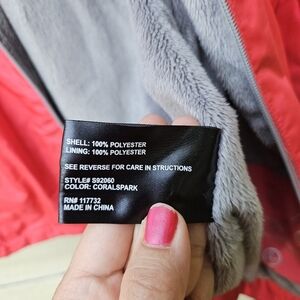 SHELL: 100% POLYESTER
LINING: 100% POLYESTER
SEE REVERSE FOR CARE IN STRUCTIONS
STYLE# S92060
COLOR: CORALSPARK
RN# 117732
MADE IN CHINA